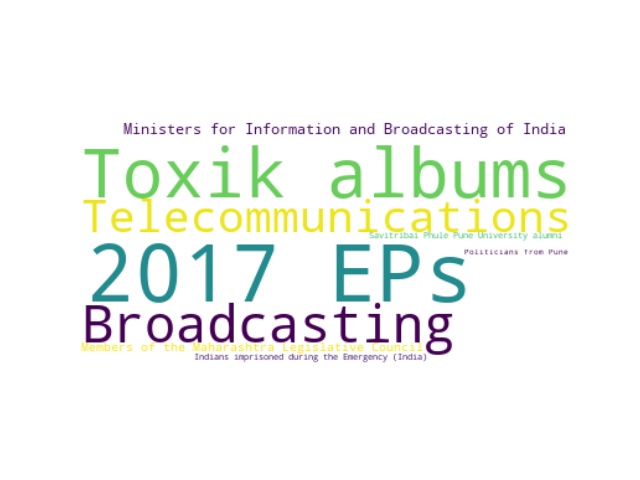 Ministers for Information and Broadcasting of India
Toxik albums
Telecommunications
Savitribai Phule Pune University alumni
2017 EPs
Politicians from Pune
Broadcasting
Members of the Maharashtra Legislative Council
Indians imprisoned during the Emergency (India)